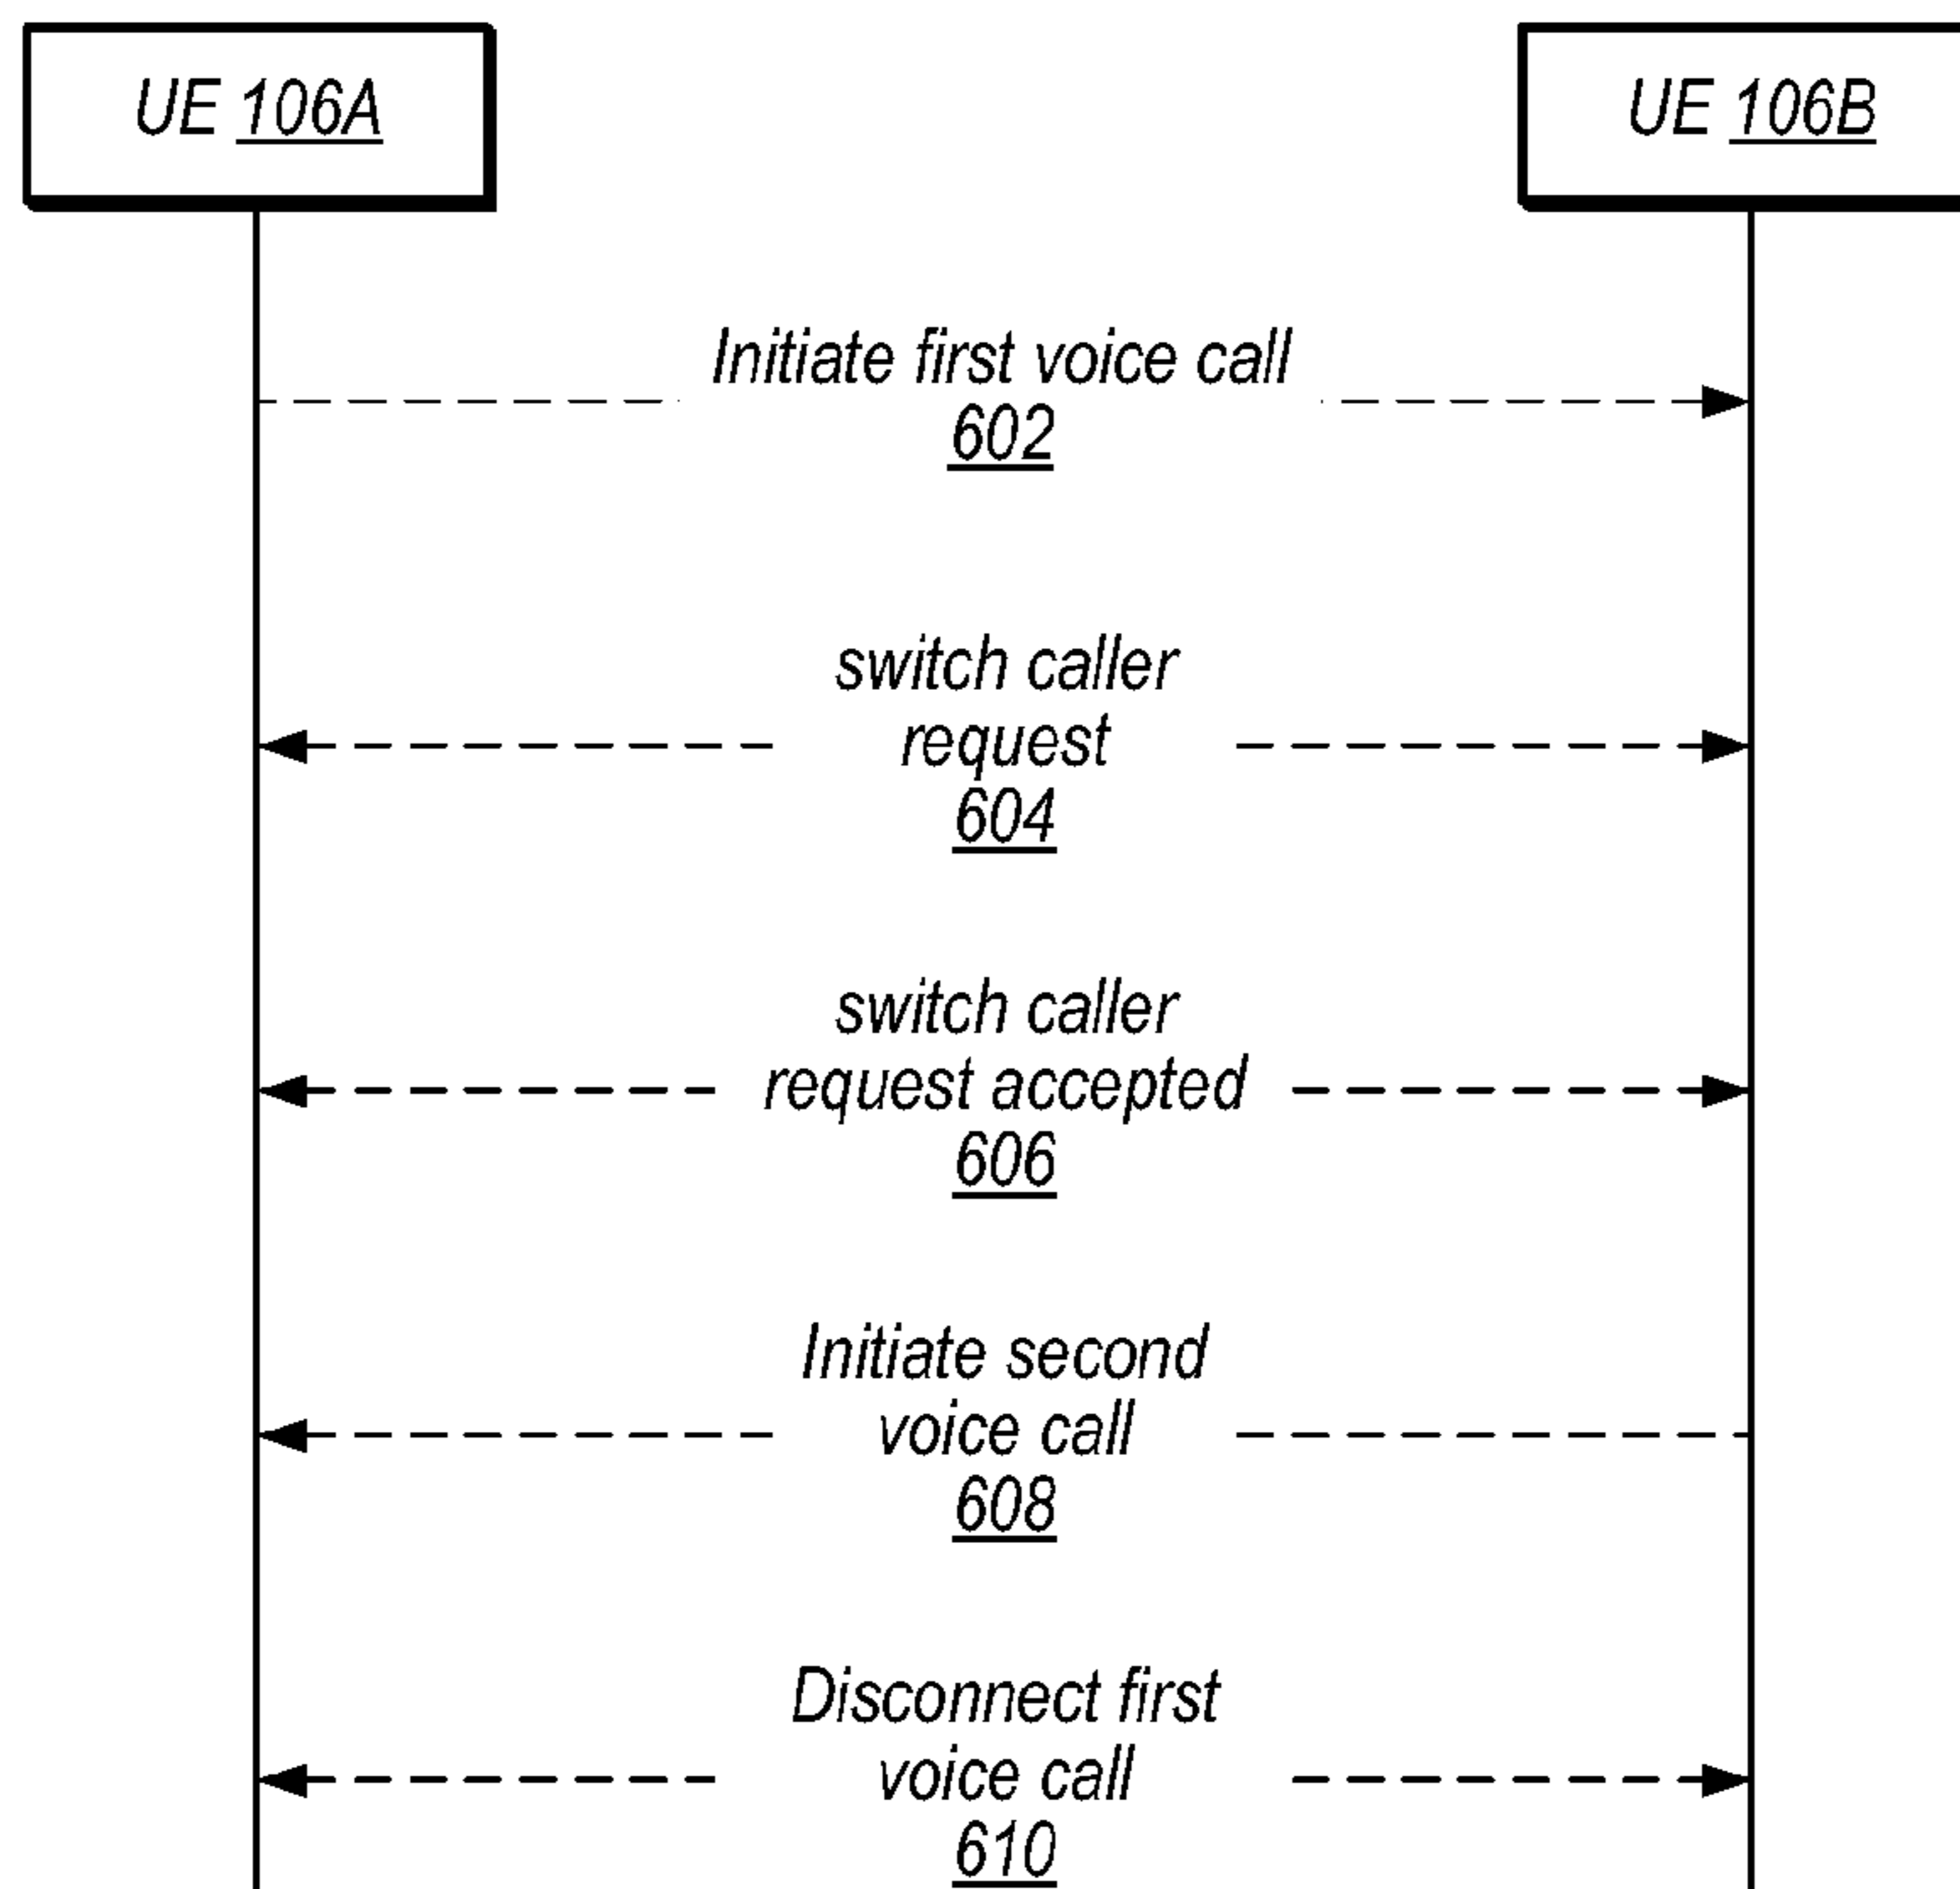 UE 106A
UE 106B
Initiate first voice call
602
switch caller
request
604
switch caller
request accepted
606
Initiate second
voice call
608
Disconnect first
voice call
610